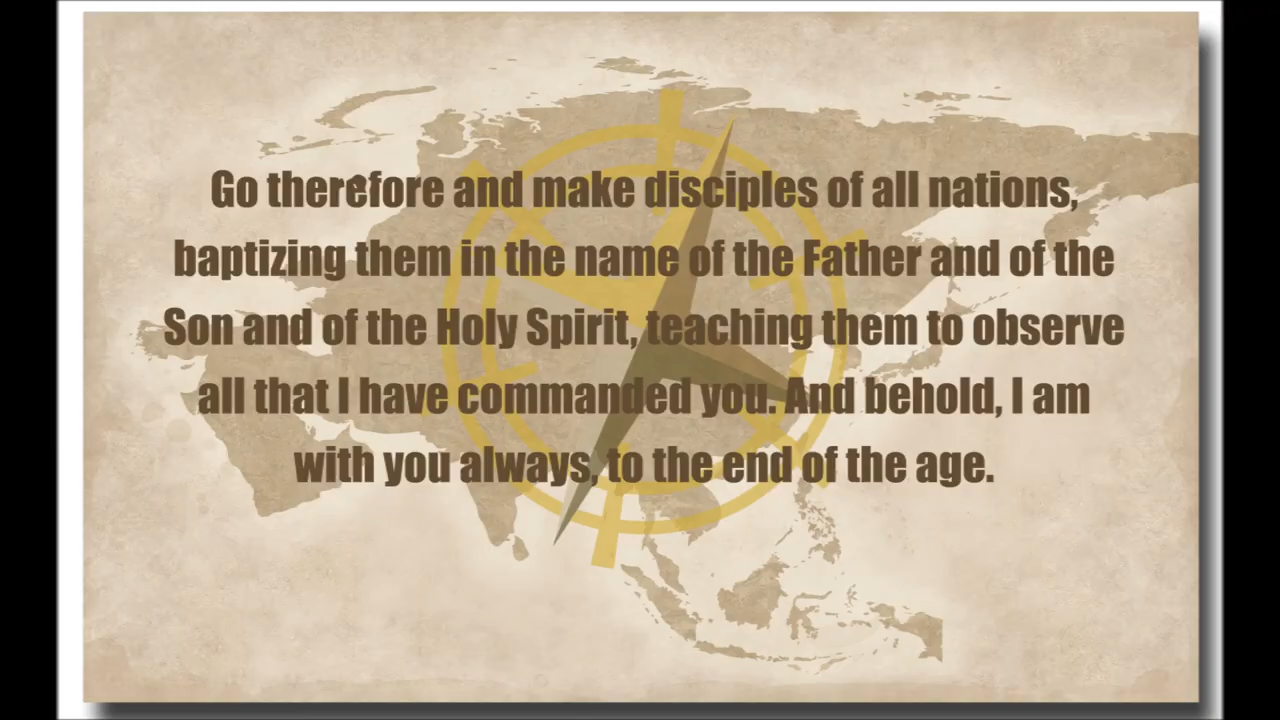 Go therefore and make disciples of all nations,
baptizing them in the name of the Father and of the
Son and of the Holy Spirit, teaching them to observe
all that I have commanded you. And behold, I am
with you always, to the end of the age.